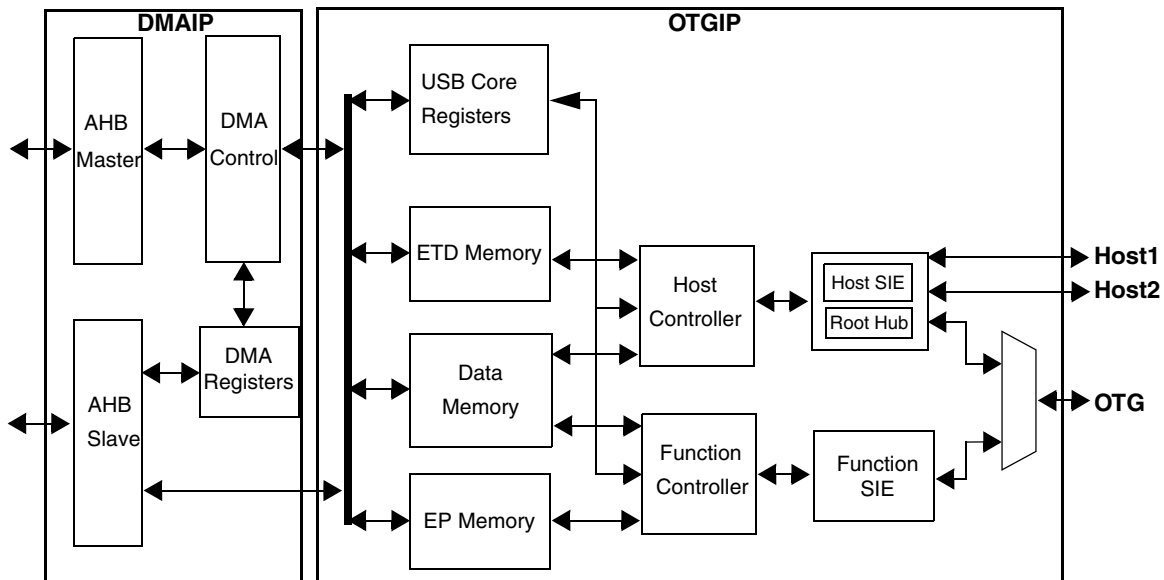 DMAIP
OTGIP
AHB
Master
DMA
Control
USB Core
Registers
ETD Memory
Host
Controller
Host SIE
Root Hub
Host1
Host2
DMA
Registers
AHB
Slave
Data
Memory
OTG
Function
Controller
Function
SIE
EP Memory